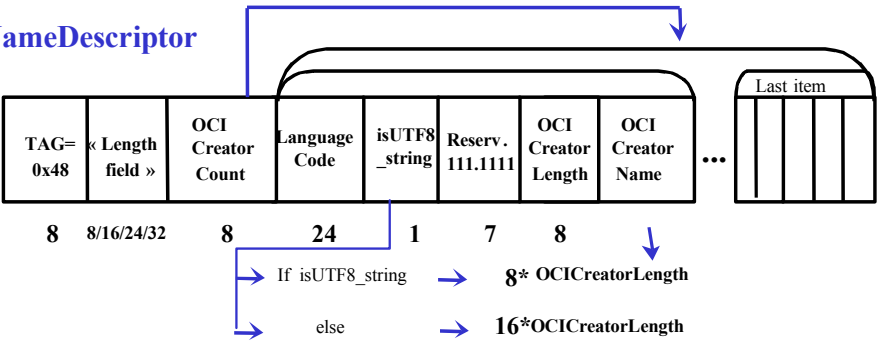 NameDescriptor
Last item
TAG=
0x48
« Length
field »
OCI
Creator
Count
Language
Code
isUTF8
_string
Reserv.
111.1111
OCI
Creator
Length
OCI
Creator
Name
...
8 8/16/24/32 8 24 1 7 8
If isUTF8_string 8* OCICreatorLength
else 16*OCICreatorLength